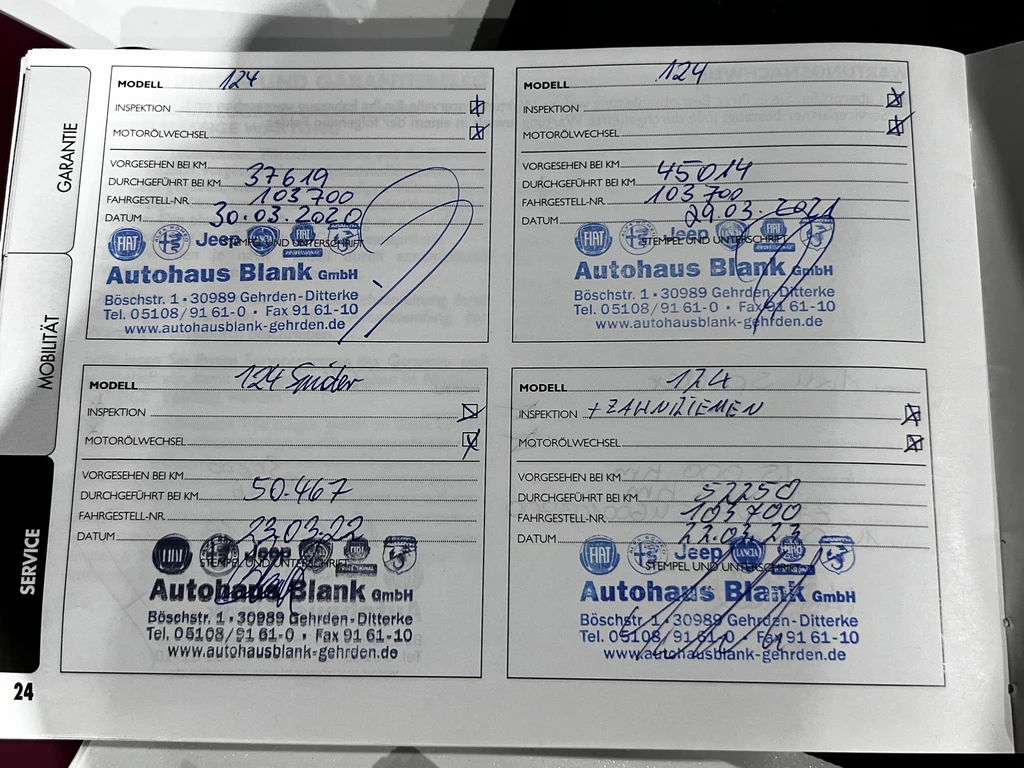 GARANTIE
MOBILITÄT
SERVICE
24
MODELL 124
INSPEKTION
MOTORÖLWECHSEL
VORGESEHEN BEI KM
DURCHGEFÜHRT BEI KM 37619
FAHRGESTELL-NR. 103700
DATUM 30.03.2020
STEMPEL UND UNTERSCHRIFT
FIAT Jeep
Autohaus Blank GmbH
Böschstr. 1 • 30989 Gehrden-Ditterke
Tel. 05108/91 61-0 • Fax 91 61-10
www.autohausblank-gehrden.de
MODELL 124
INSPEKTION
MOTORÖLWECHSEL
VORGESEHEN BEI KM
DURCHGEFÜHRT BEI KM 45014
FAHRGESTELL-NR. 103700
DATUM 29.03.2021
STEMPEL UND UNTERSCHRIFT
FIAT Jeep
Autohaus Blank GmbH
Böschstr. 1 • 30989 Gehrden-Ditterke
Tel. 05108/91 61-0 • Fax 91 61-10
www.autohausblank-gehrden.de
MODELL 124 Spider
INSPEKTION
MOTORÖLWECHSEL
VORGESEHEN BEI KM
DURCHGEFÜHRT BEI KM 50.467
FAHRGESTELL-NR.
DATUM 23.03.22
STEMPEL UND UNTERSCHRIFT
Jeep
Autohaus Blank GmbH
Böschstr. 1 • 30989 Gehrden-Ditterke
Tel. 05108/91 61-0 • Fax 91 61-10
www.autohausblank-gehrden.de
MODELL 124
INSPEKTION + ZAHNRIEMEN
MOTORÖLWECHSEL
VORGESEHEN BEI KM
DURCHGEFÜHRT BEI KM 52250
FAHRGESTELL-NR. 103700
DATUM
STEMPEL UND UNTERSCHRIFT
FIAT Jeep LANCIA
Autohaus Blank GmbH
Böschstr. 1 • 30989 Gehrden-Ditterke
Tel. 05108/91 61-0 • Fax 91 61-10
www.autohausblank-gehrden.de